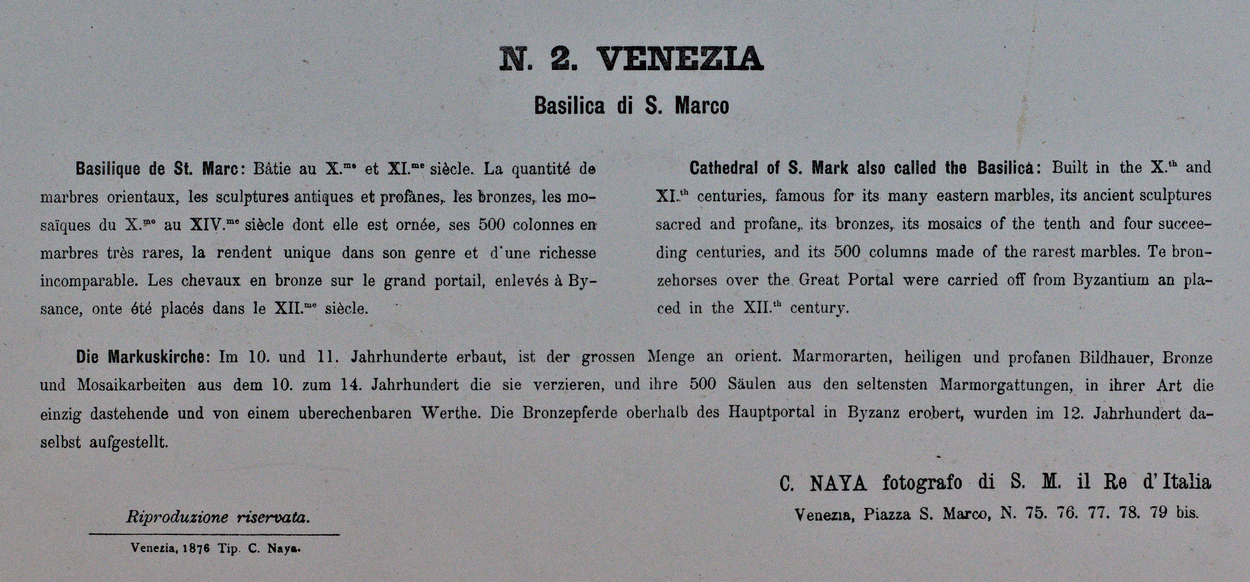 N. 2. VENEZIA
Basilica di S. Marco
Basilique de St. Marc: Bâtie au X.me et XI.me siècle. La quantité de
marbres orientaux, les sculptures antiques et profanes, les bronzes, les mo-
saïques du X.me au XIV.me siècle dont elle est ornée, ses 500 colonnes en
marbres très rares, la rendent unique dans son genre et d'une richesse
incomparable. Les chevaux en bronze sur le grand portail, enlevés à By-
sance, onte été placés dans le XII.me siècle.
Cathedral of S. Mark also called the Basilicà: Built in the X.th and
XI.th centuries, famous for its many eastern marbles, its ancient sculptures
sacred and profane, its bronzes, its mosaics of the tenth and four succee-
ding centuries, and its 500 columns made of the rarest marbles. Te bron-
zehorses over the Great Portal were carried off from Byzantium an pla-
ced in the XII.th century.
Die Markuskirche: Im 10. und 11. Jahrhunderte erbaut, ist der grossen Menge an orient. Marmorarten, heiligen und profanen Bildhauer, Bronze
und Mosaikarbeiten aus dem 10. zum 14. Jahrhundert die sie verzieren, und ihre 500 Säulen aus den seltensten Marmorgattungen, in ihrer Art die
einzig dastehende und von einem uberechenbaren Werthe. Die Bronzepferde oberhalb des Hauptportal in Byzanz erobert, wurden im 12. Jahrhundert da-
selbst aufgestellt.
C. NAYA fotografo di S. M. il Re d'Italia
Venezia, Piazza S. Marco, N. 75. 76. 77. 78. 79 bis.
Riproduzione riservata.
Venezia, 1876 Tip. C. Naya.